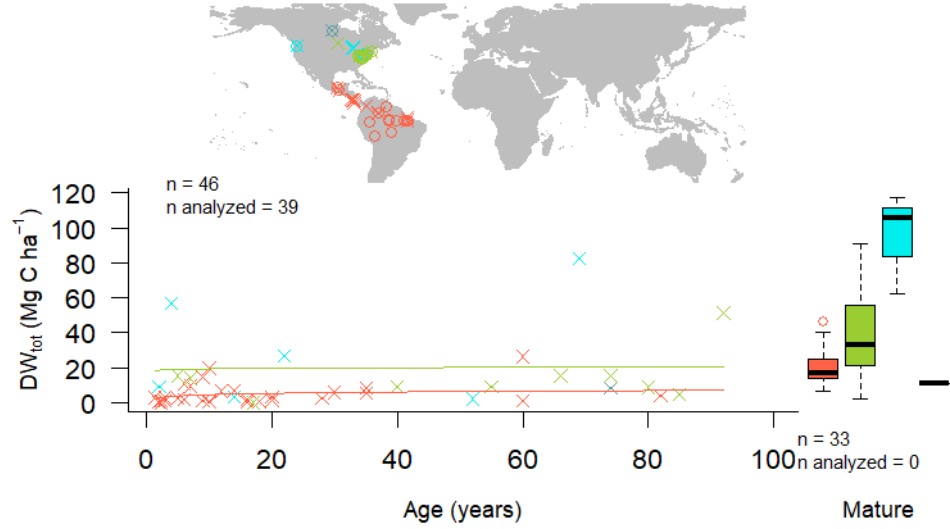 n = 46
n analyzed = 39
120
100
80
60
40
20
0
DWtot (Mg C ha−1)
0 20 40 60 80 100
n = 33
n analyzed = 0
Age (years)
Mature